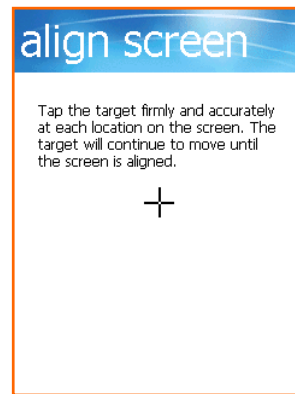 align screen
Tap the target firmly and accurately
at each location on the screen. The
target will continue to move until
the screen is aligned.